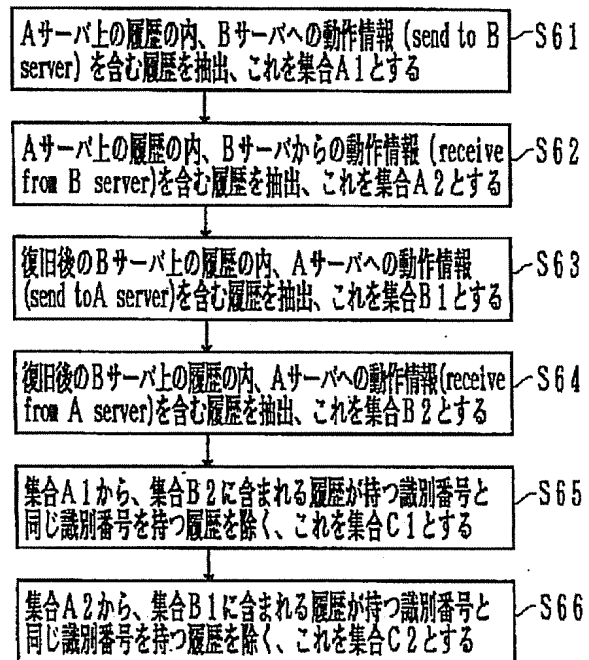 Aサーバ上の履歴の内、Bサーバへの動作情報 (send to B
server) を含む履歴を抽出、これを集合A1とする
S61
Aサーバ上の履歴の内、Bサーバからの動作情報 (receive
from B server)を含む履歴を抽出、これを集合A2とする
S62
復旧後のBサーバ上の履歴の内、Aサーバへの動作情報
(send toA server)を含む履歴を抽出、これを集合B1とする
S63
復旧後のBサーバ上の履歴の内、Aサーバへの動作情報(receive
from A server)を含む履歴を抽出、これを集合B2とする
S64
集合A1から、集合B2に含まれる履歴が持つ識別番号と
同じ識別番号を持つ履歴を除く、これを集合C1とする
S65
集合A2から、集合B1に含まれる履歴が持つ識別番号と
同じ識別番号を持つ履歴を除く、これを集合C2とする
S66